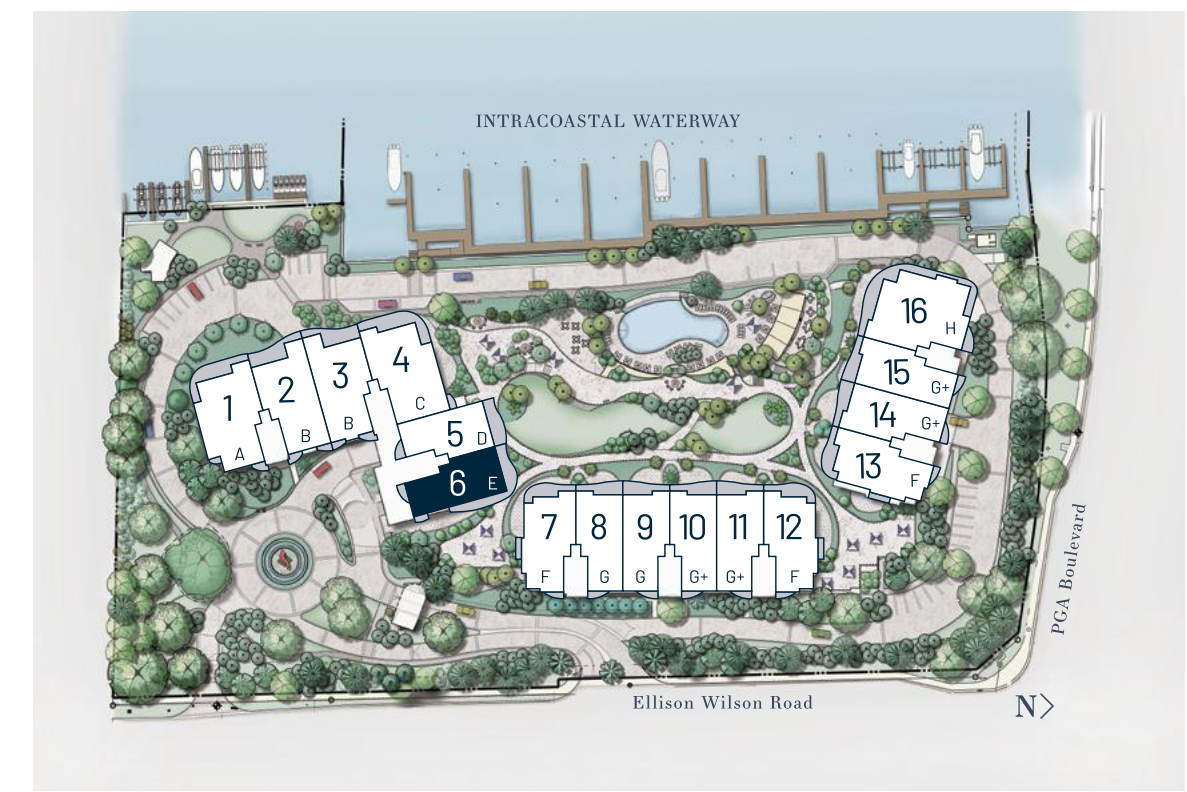 INTRACOASTAL WATERWAY
1
A
2
B
3
B
4
C
5
D
6
E
7
F
8
G
9
G
10
G+
11
G+
12
F
13
F
14
G+
15
G+
16
H
PGA Boulevard
Ellison Wilson Road
N